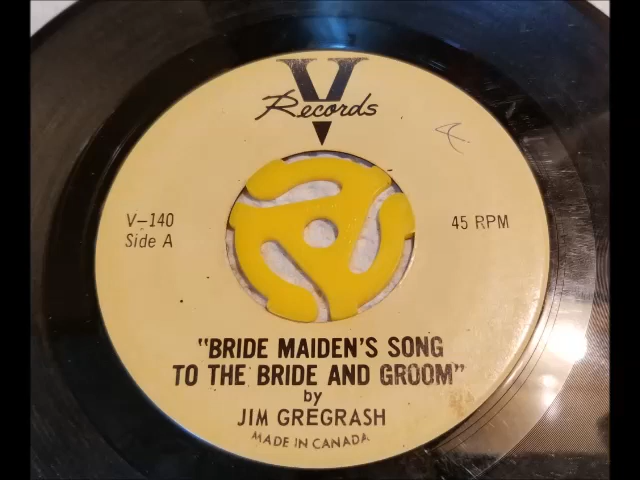 V
Records
V-140
Side A
45 RPM
"BRIDE MAIDEN'S SONG
TO THE BRIDE AND GROOM"
by
JIM GREGRASH
MADE IN CANADA